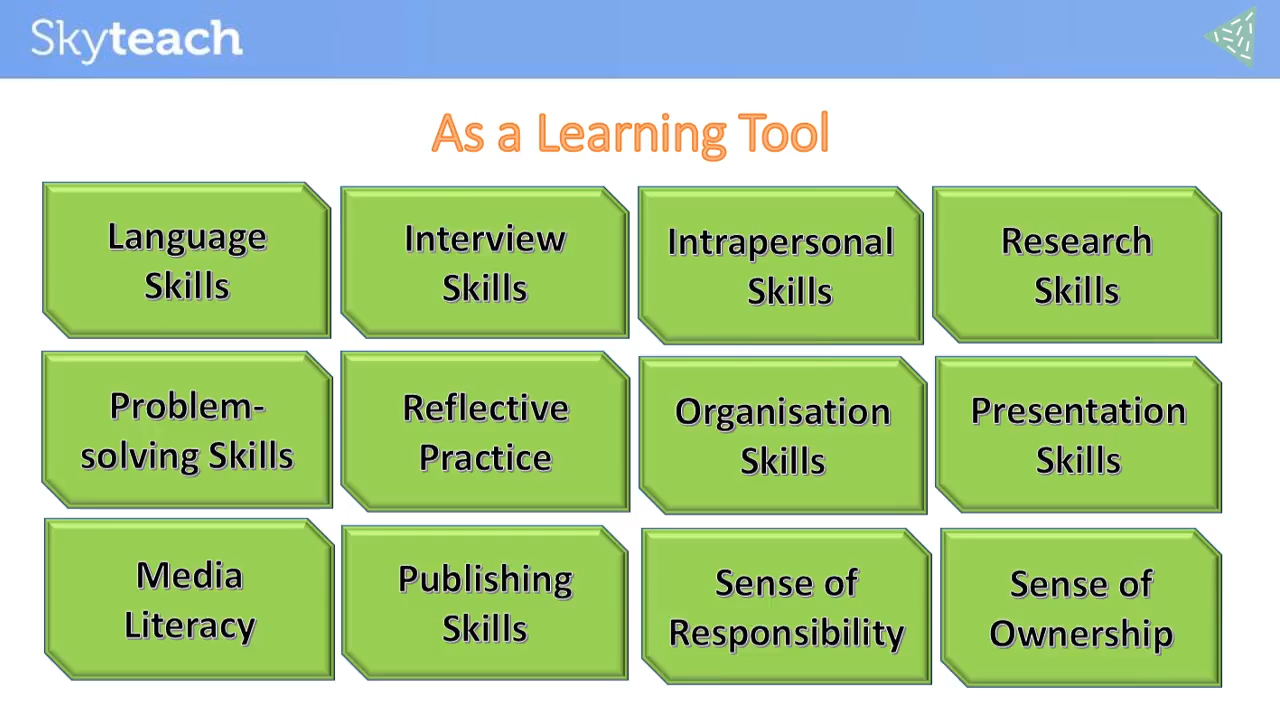 Skyteach
As a Learning Tool
Language
Skills
Interview
Skills
Intrapersonal
Skills
Research
Skills
Problem-
solving Skills
Reflective
Practice
Organisation
Skills
Presentation
Skills
Media
Literacy
Publishing
Skills
Sense of
Responsibility
Sense of
Ownership